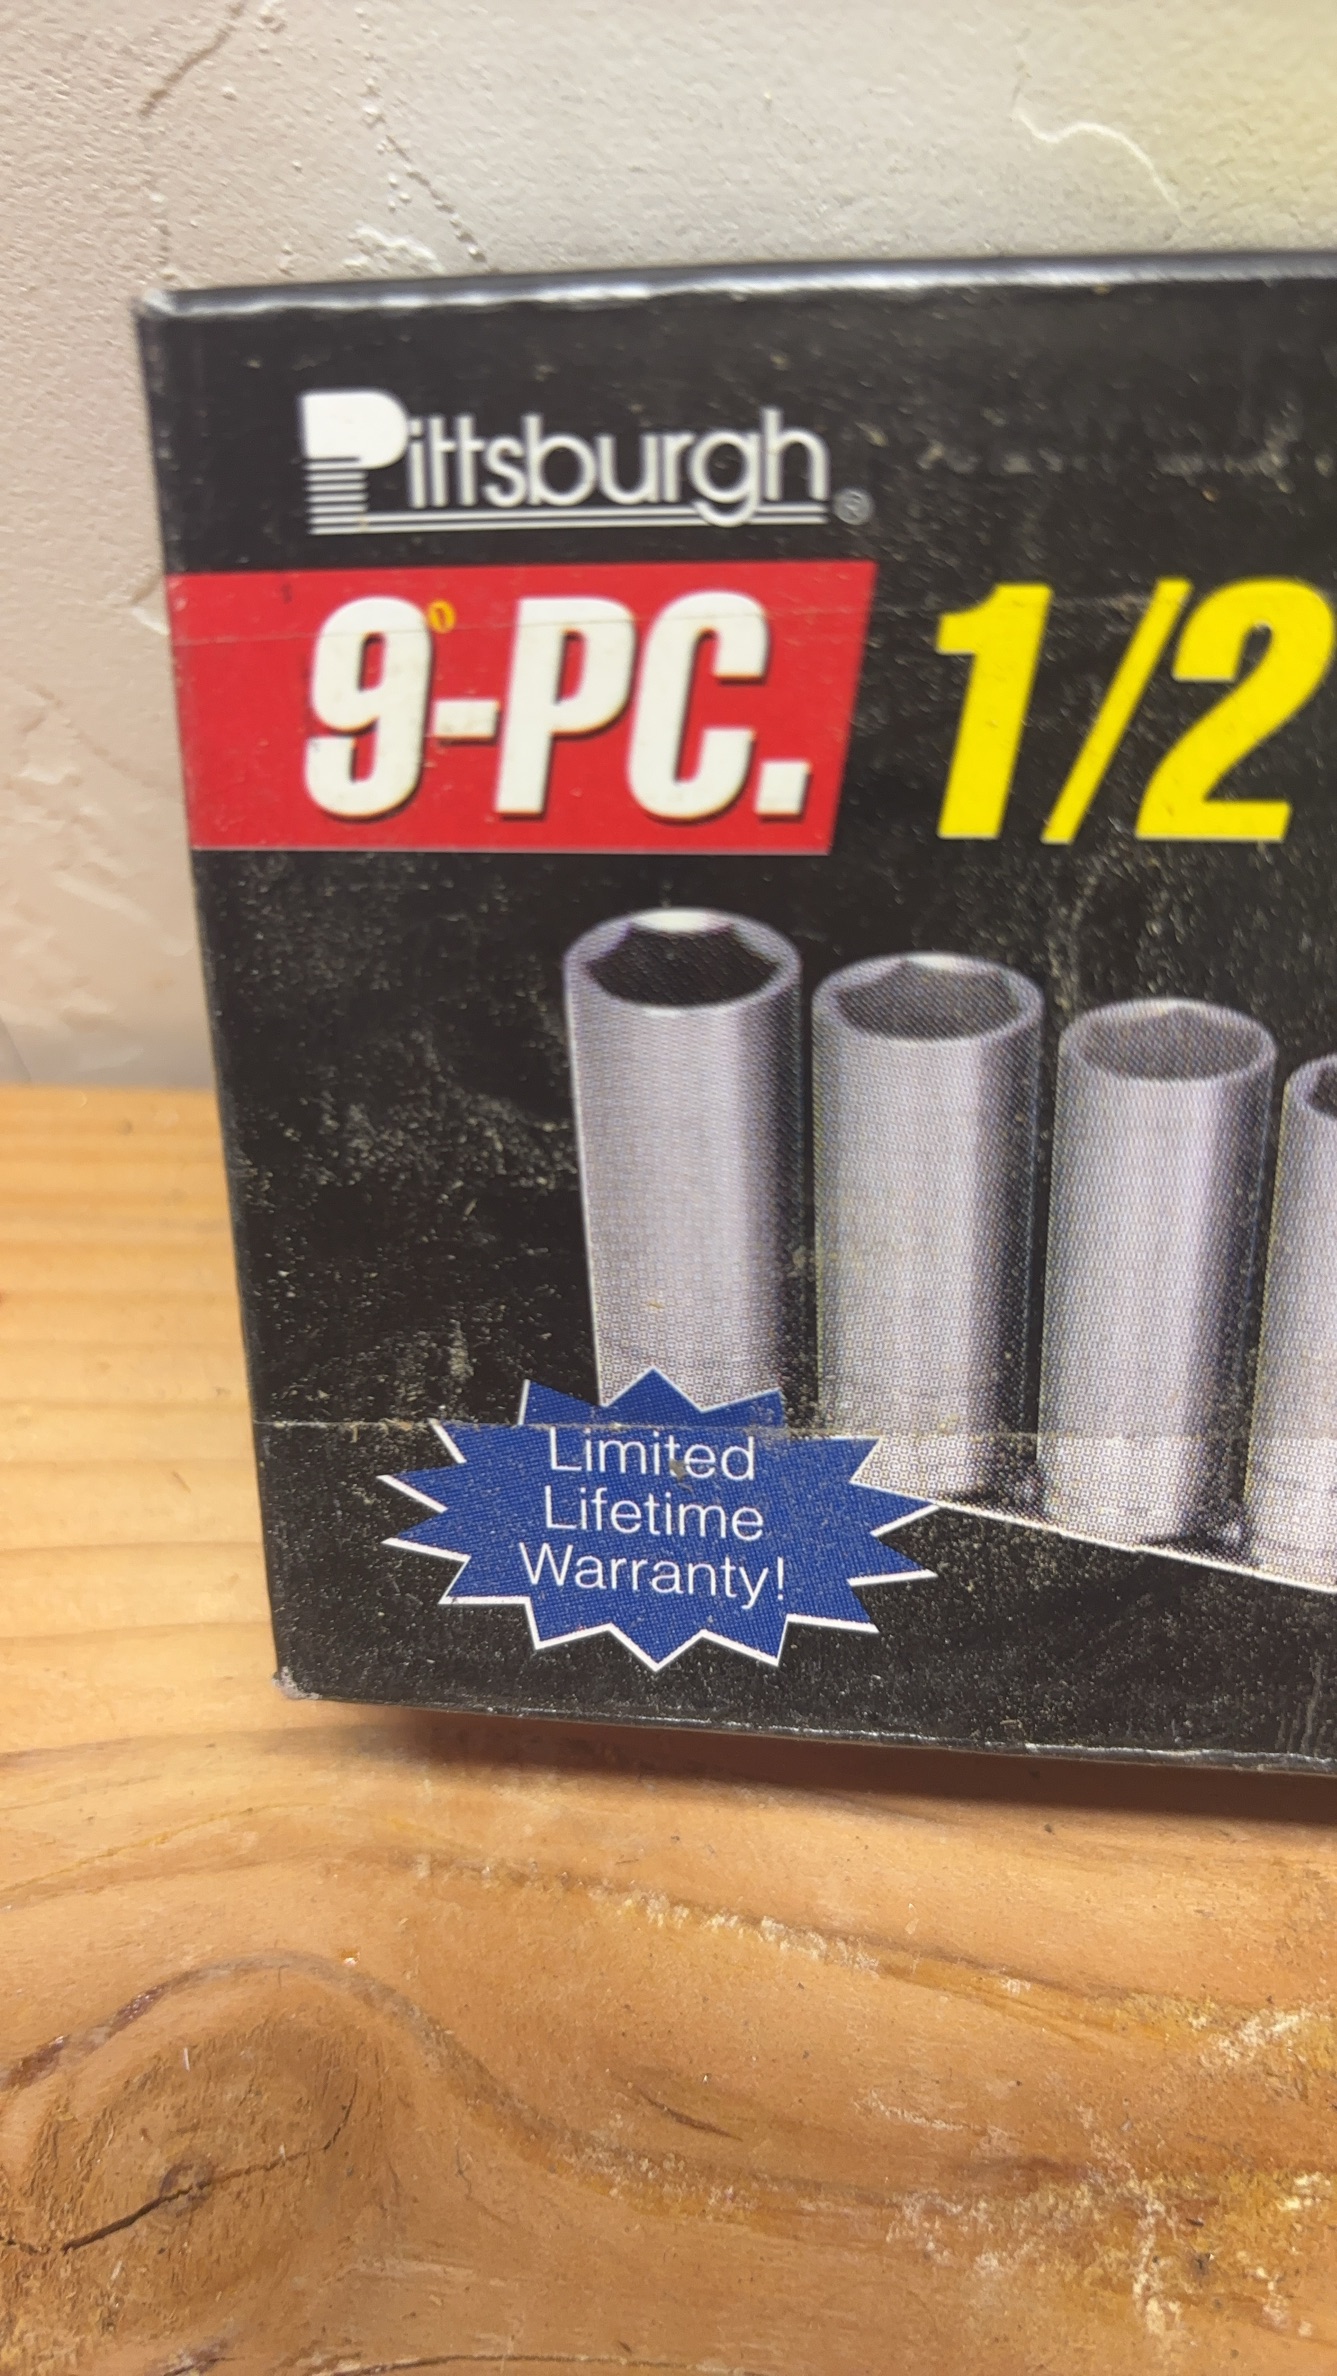 Pittsburgh®
9-PC. 1/2
Limited
Lifetime
Warranty!